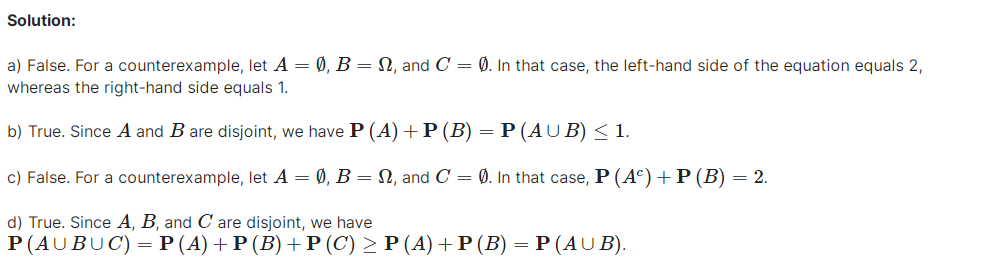 Solution:
a) False. For a counterexample, let A = ∅, B = Ω, and C = ∅. In that case, the left-hand side of the equation equals 2,
whereas the right-hand side equals 1.
b) True. Since A and B are disjoint, we have P (A) + P (B) = P (A ∪ B) ≤ 1.
c) False. For a counterexample, let A = ∅, B = Ω, and C = ∅. In that case, P (Aᶜ) + P (B) = 2.
d) True. Since A, B, and C are disjoint, we have
P (A ∪ B ∪ C) = P (A) + P (B) + P (C) ≥ P (A) + P (B) = P (A ∪ B).